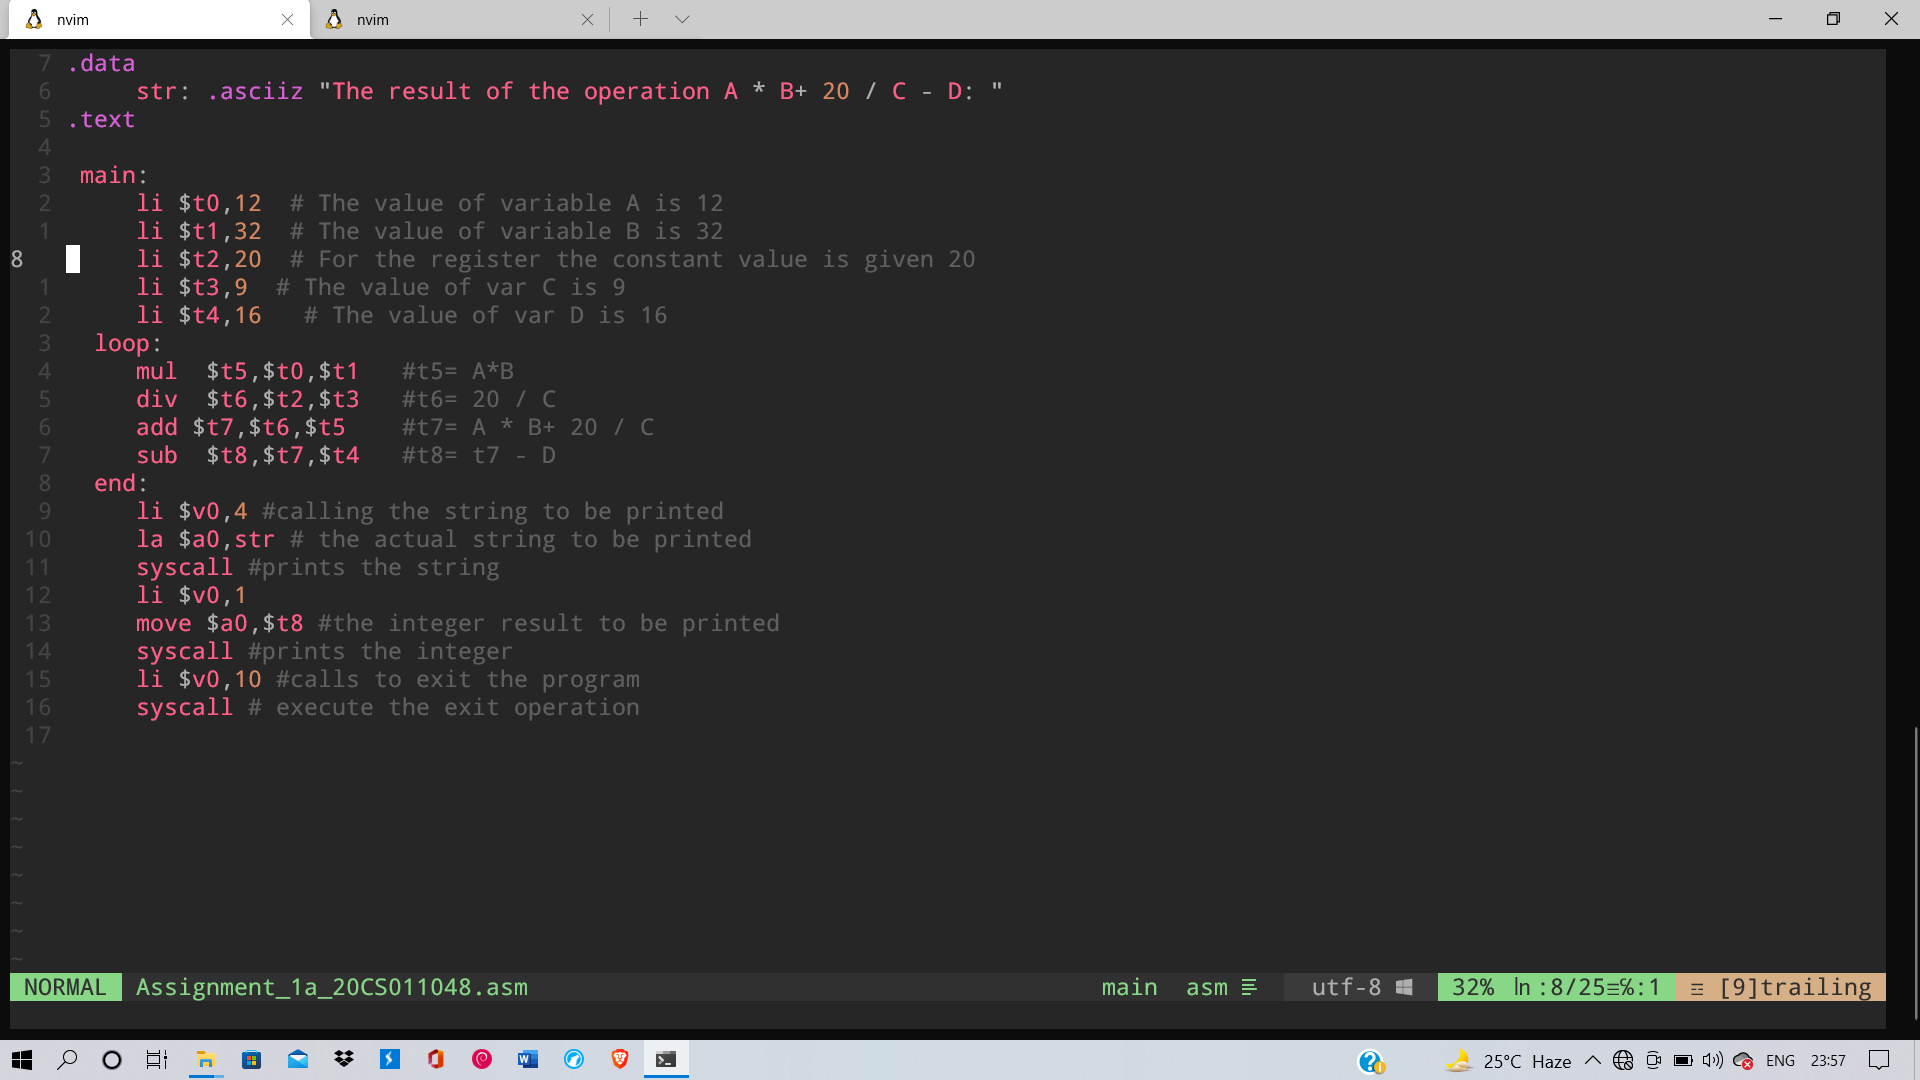 nvim
nvim
7 .data
6 str: .asciiz "The result of the operation A * B+ 20 / C - D: "
5 .text
4
3 main:
2 li $t0,12 # The value of variable A is 12
1 li $t1,32 # The value of variable B is 32
8 li $t2,20 # For the register the constant value is given 20
1 li $t3,9 # The value of var C is 9
2 li $t4,16 # The value of var D is 16
3 loop:
4 mul $t5,$t0,$t1 #t5= A*B
5 div $t6,$t2,$t3 #t6= 20 / C
6 add $t7,$t6,$t5 #t7= A * B+ 20 / C
7 sub $t8,$t7,$t4 #t8= t7 - D
8 end:
9 li $v0,4 #calling the string to be printed
10 la $a0,str # the actual string to be printed
11 syscall #prints the string
12 li $v0,1
13 move $a0,$t8 #the integer result to be printed
14 syscall #prints the integer
15 li $v0,10 #calls to exit the program
16 syscall # execute the exit operation
17
~
~
~
~
~
~
~
~
NORMAL Assignment_1a_20CS011048.asm main asm utf-8 32% ln :8/25≡℅:1 ☲ [9]trailing
25°C Haze ENG 23:57